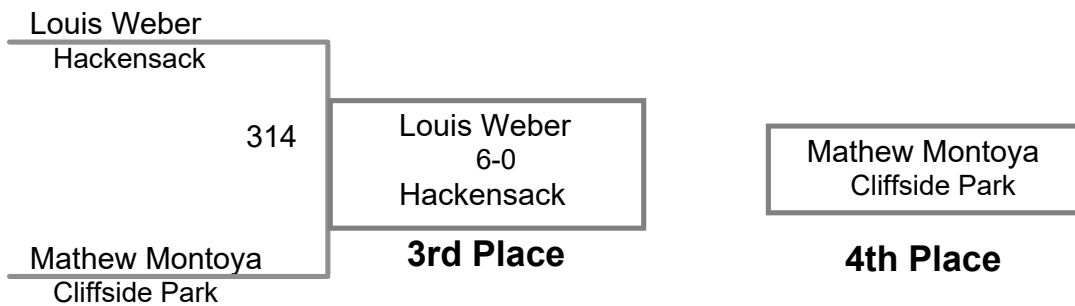 Louis Weber
Hackensack
314
Louis Weber
6-0
Hackensack
3rd Place
Mathew Montoya
Cliffside Park
4th Place
Mathew Montoya
Cliffside Park